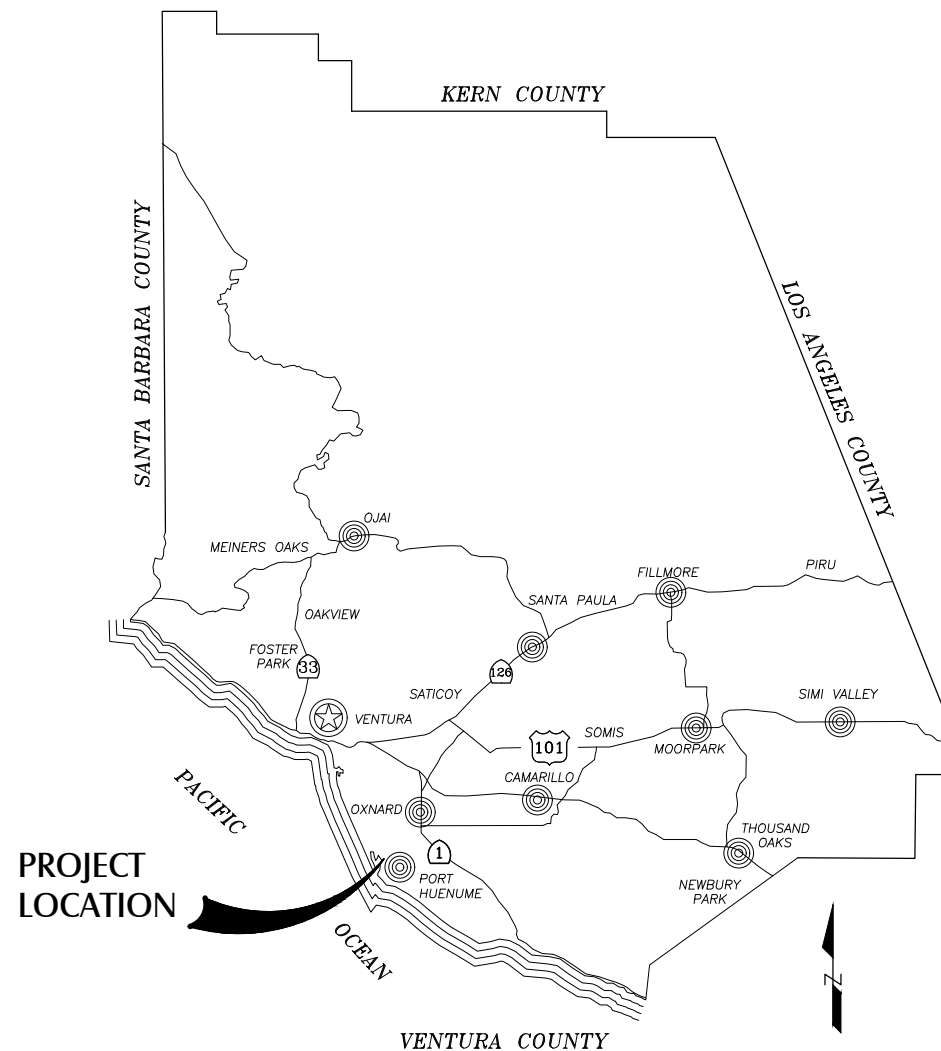 KERN COUNTY
SANTA BARBARA COUNTY
LOS ANGELES COUNTY
OJAI
MEINERS OAKS
FILLMORE
PIRU
SANTA PAULA
OAKVIEW
FOSTER
PARK
33
126
SATICOY
SIMI VALLEY
VENTURA
SOMIS
101
MOORPARK
CAMARILLO
PACIFIC
OXNARD
THOUSAND
OAKS
1
PROJECT
LOCATION
PORT
HUENUME
NEWBURY
PARK
OCEAN
N
VENTURA COUNTY